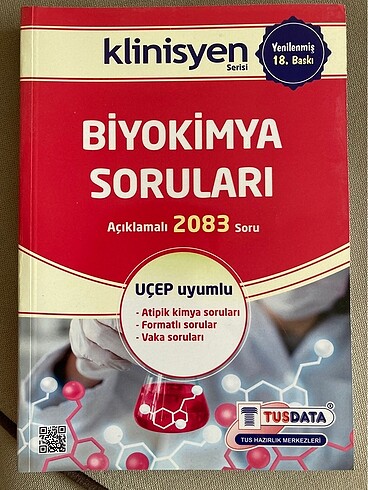 klinisyen
Serisi
Yenilenmiş
18. Baskı
BİYOKİMYA
SORULARI
Açıklamalı 2083 Soru
UÇEP uyumlu
- Atipik kimya soruları
- Formatlı sorular
- Vaka soruları
TUSDATA
TUS HAZIRLIK MERKEZLERİ